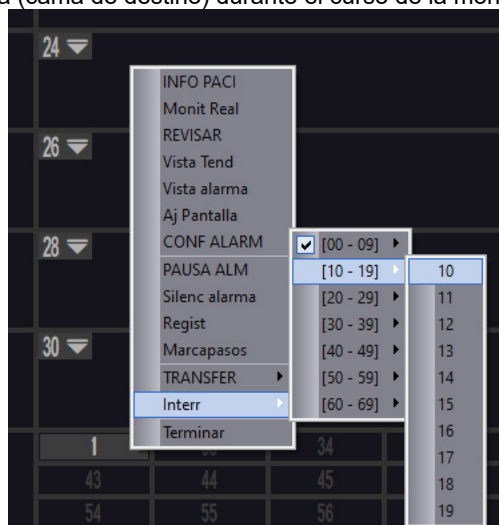 a (cama de destino) durante el curso de la mon
24
26
28
30
INFO PACI
Monit Real
REVISAR
Vista Tend
Vista alarma
Aj Pantalla
CONF ALARM
PAUSA ALM
Silenc alarma
Regist
Marcapasos
TRANSFER
Interr
Terminar
[00 - 09]
[10 - 19]
[20 - 29]
[30 - 39]
[40 - 49]
[50 - 59]
[60 - 69]
10
11
12
13
14
15
16
17
18
19
1 34
43 44 45
54 55 56